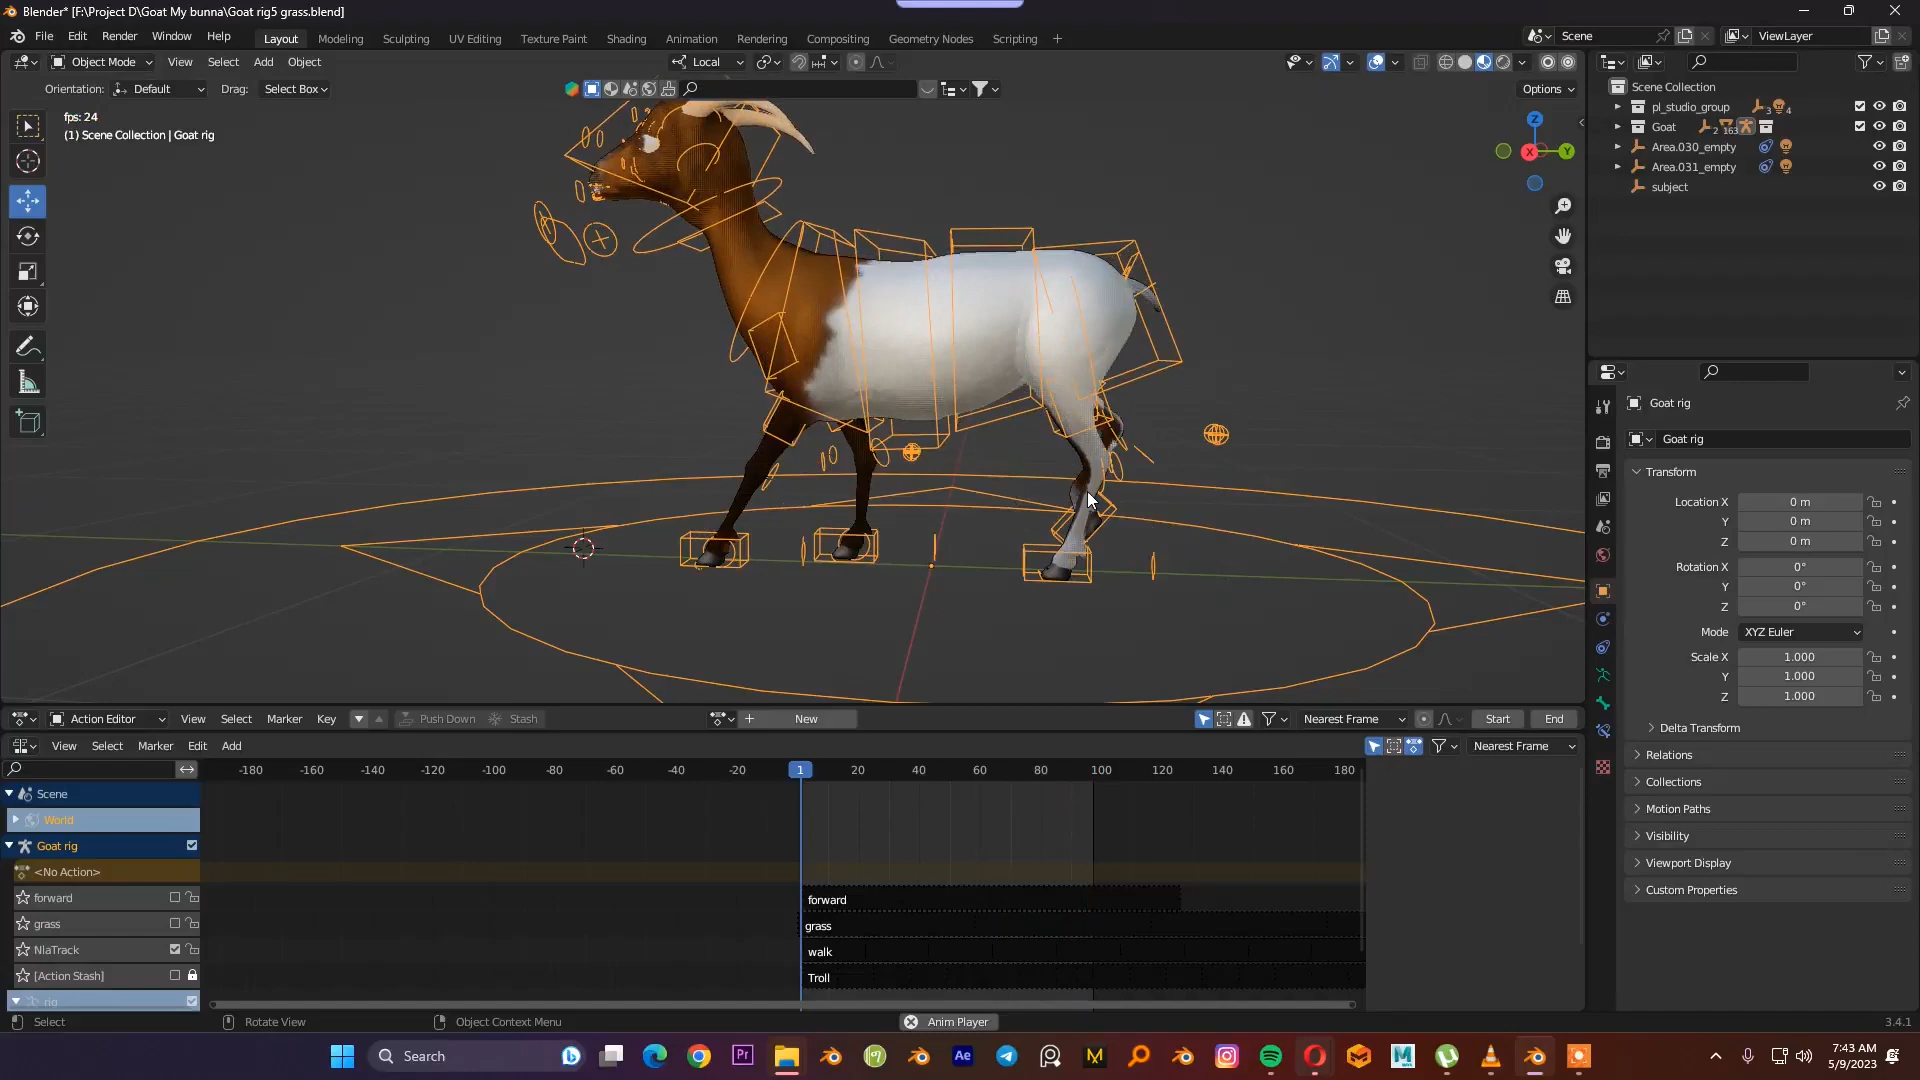 Blender* [F:\Project D\Goat My bunna\Goat rig5 grass.blend]
File Edit Render Window Help
Layout Modeling Sculpting UV Editing Texture Paint Shading Animation Rendering Compositing Geometry Nodes Scripting +
Scene
ViewLayer
Object Mode View Select Add Object
Local
Orientation: Default Drag: Select Box
Options
fps: 24
(1) Scene Collection | Goat rig
Z
X
Y
Scene Collection
pl_studio_group 3 4
Goat 2 163
Area.030_empty
Area.031_empty
subject
Goat rig
Goat rig
Transform
Location X 0 m
Y 0 m
Z 0 m
Rotation X 0°
Y 0°
Z 0°
Mode XYZ Euler
Scale X 1.000
Y 1.000
Z 1.000
Delta Transform
Relations
Collections
Motion Paths
Visibility
Viewport Display
Custom Properties
Action Editor View Select Marker Key Push Down Stash + New Nearest Frame Start End
View Select Marker Edit Add Nearest Frame
-180 -160 -140 -120 -100 -80 -60 -40 -20 1 20 40 60 80 100 120 140 160 180
Scene
World
Goat rig
<No Action>
forward
grass
NlaTrack
[Action Stash]
rig
forward
grass
walk
Troll
Select Rotate View Object Context Menu Anim Player 3.4.1
Search
Pr
Ae
M
7:43 AM
5/9/2023